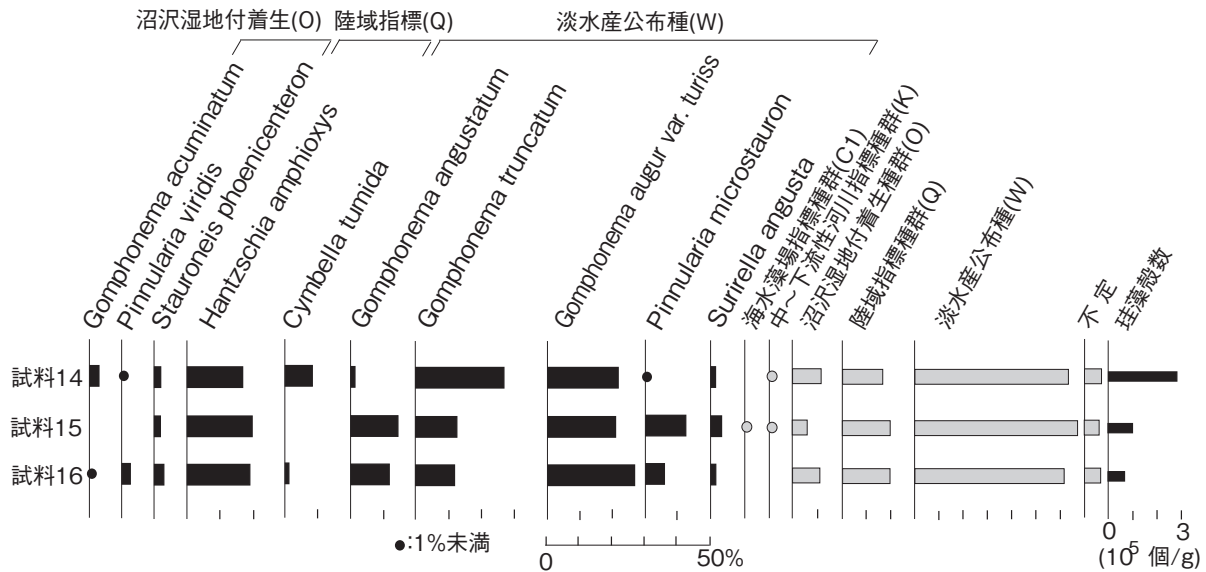 沼沢湿地付着生(O) 陸域指標(Q) 淡水産公布種(W)
Gomphonema acuminatum
Pinnularia viridis
Stauroneis phoenicenteron
Hantzschia amphioxys
Cymbella tumida
Gomphonema angustatum
Gomphonema truncatum
Gomphonema augur var. turiss
Pinnularia microstauron
Surirella angusta
海水藻場指標種群(C1)
中～下流性河川指標種群(K)
沼沢湿地付着生種群(O)
陸域指標種群(Q)
淡水産公布種(W)
不 定
珪藻殻数
試料14
試料15
試料16
●:1%未満
0 50%
0 3
(10⁵ 個/g)